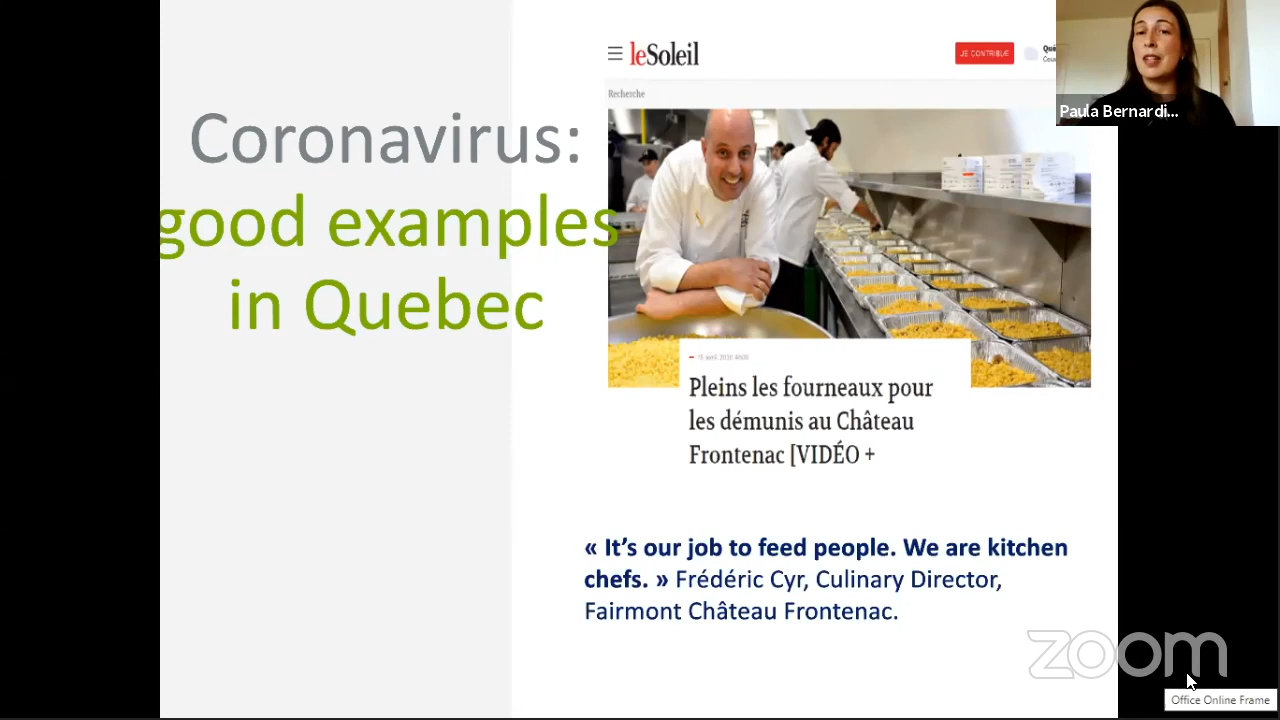 Coronavirus:
good examples
in Quebec
leSoleil
JE CONTRIBUE
Recherche
Paula Bernardi...
Pleins les fourneaux pour
les démunis au Château
Frontenac [VIDÉO +
« It’s our job to feed people. We are kitchen
chefs. » Frédéric Cyr, Culinary Director,
Fairmont Château Frontenac.
zoom
Office Online Frame